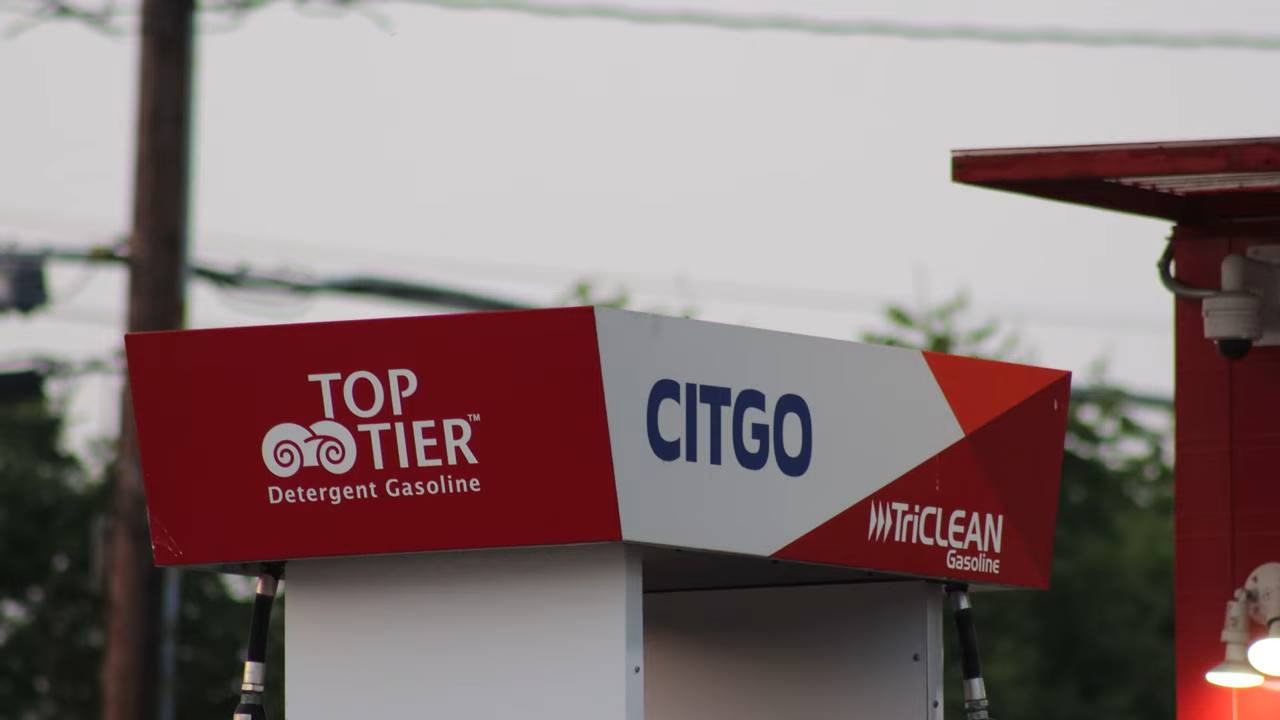 TOP
TIER™
Detergent Gasoline
CITGO
TriCLEAN
Gasoline